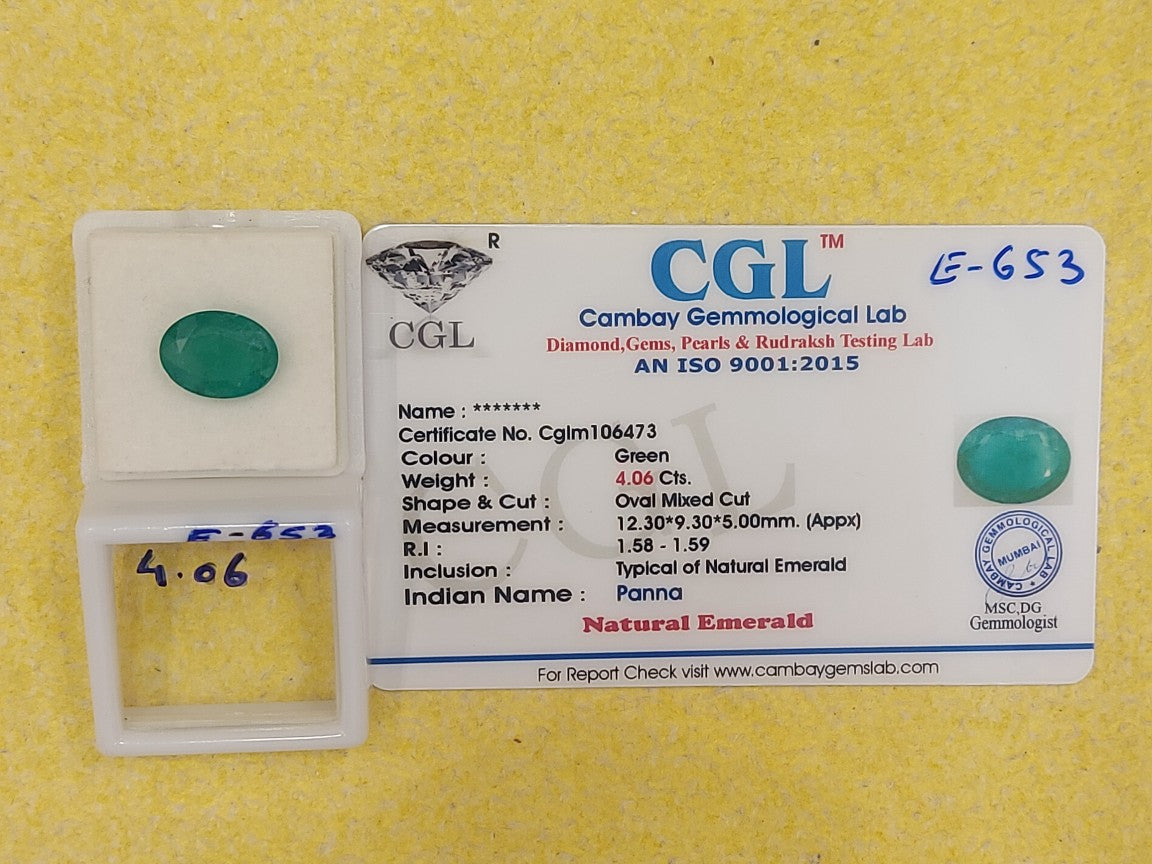 R
CGL
CGL™
Cambay Gemmological Lab
Diamond,Gems, Pearls & Rudraksh Testing Lab
AN ISO 9001:2015
E-653
Name : *******
Certificate No. Cglm106473
Colour : Green
Weight : 4.06 Cts.
Shape & Cut : Oval Mixed Cut
Measurement : 12.30*9.30*5.00mm. (Appx)
R.I : 1.58 - 1.59
Inclusion : Typical of Natural Emerald
Indian Name : Panna
Natural Emerald
CAMBAY GEMMOLOGICAL LAB
MUMBAI
MSC,DG
Gemmologist
For Report Check visit www.cambaygemslab.com
CGL
E-653
4.06